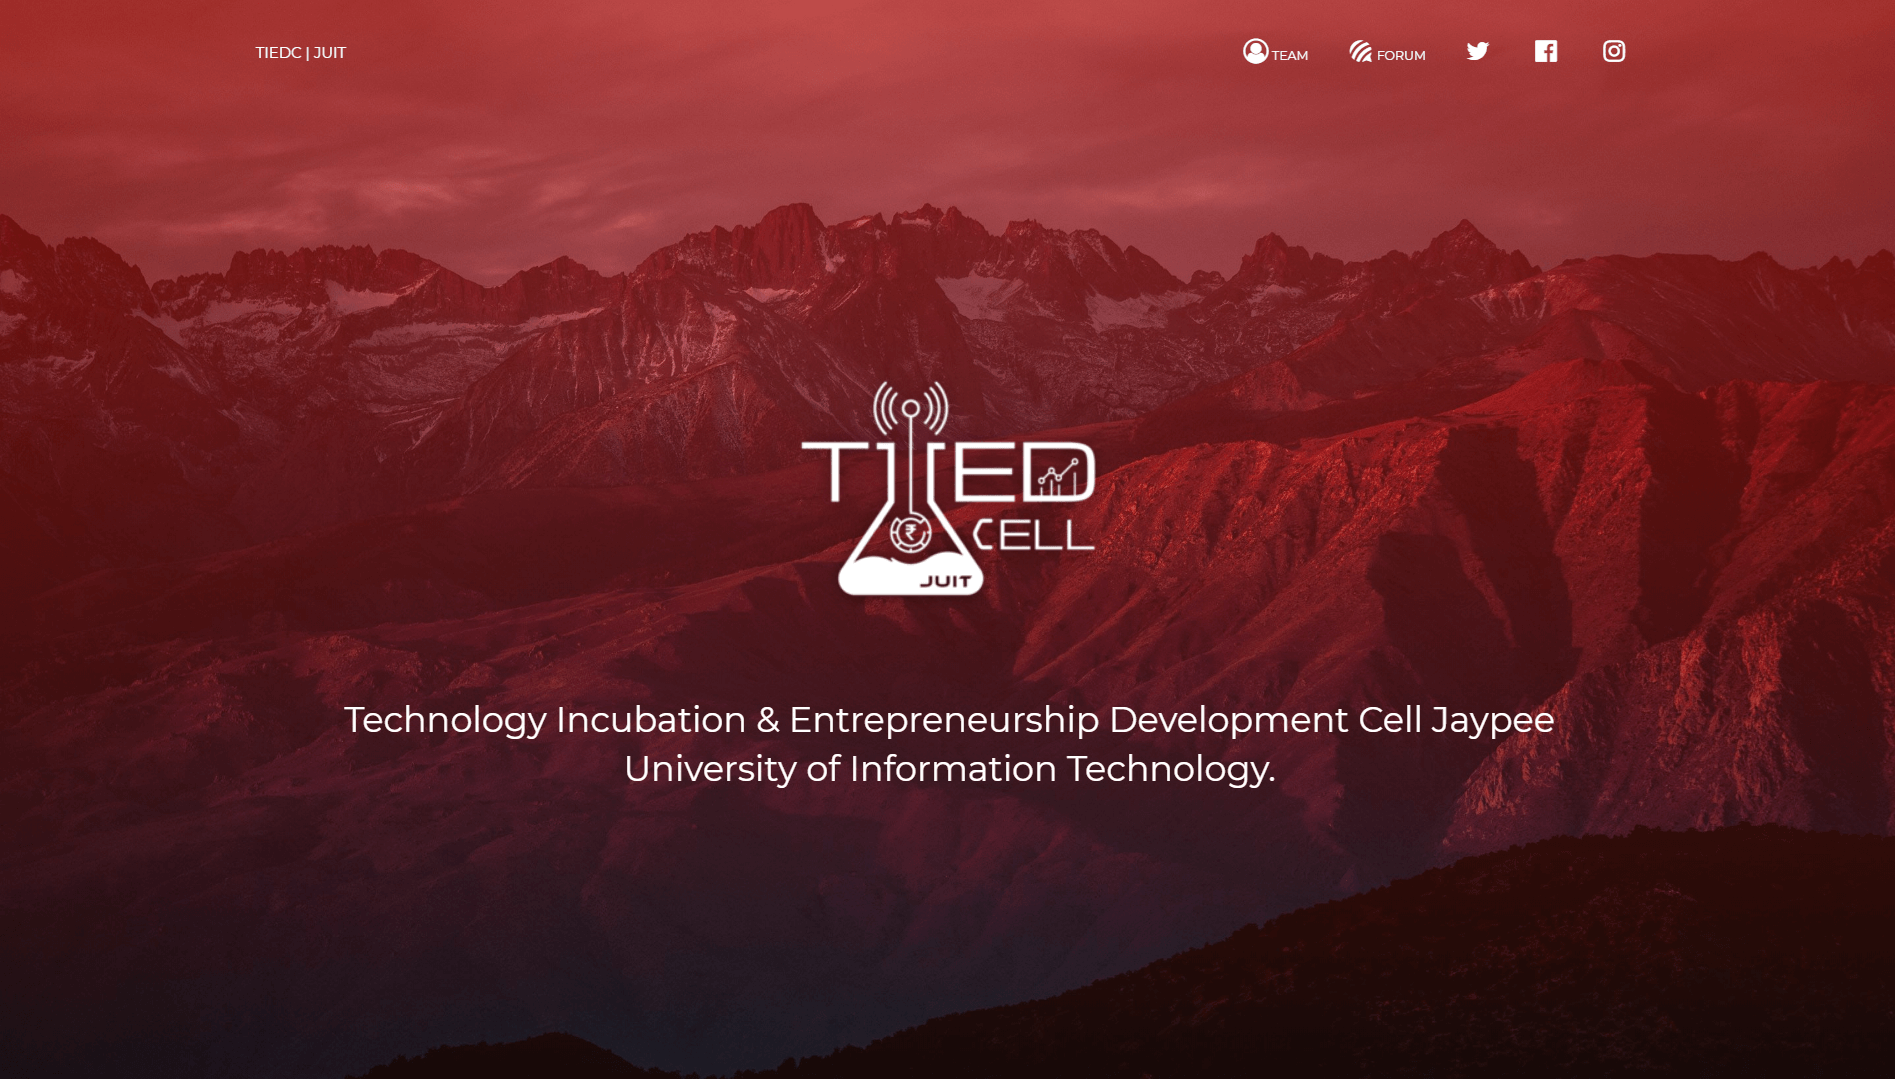 TIEDC | JUIT
TEAM
FORUM
TIED
CELL
₹
JUIT
Technology Incubation & Entrepreneurship Development Cell Jaypee
University of Information Technology.